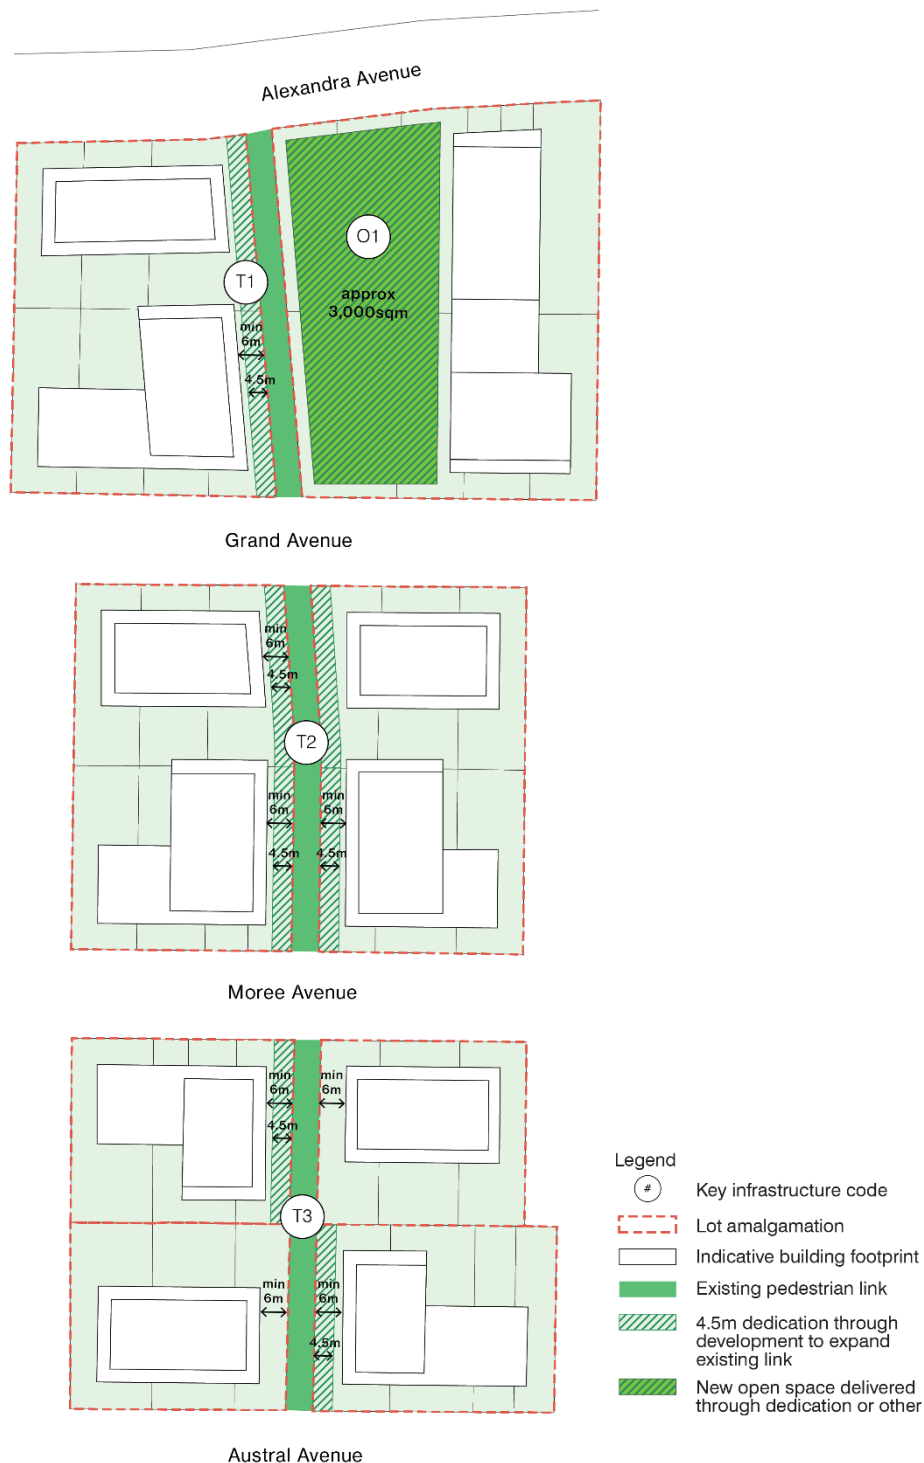 Alexandra Avenue
O1
approx
3,000sqm
T1
min
6m
4.5m
Grand Avenue
min
6m
4.5m
T2
min
6m
min
6m
4.5m
4.5m
Moree Avenue
min
6m
min
6m
4.5m
T3
min
6m
min
6m
4.5m
Austral Avenue
Legend
#
Key infrastructure code
Lot amalgamation
Indicative building footprint
Existing pedestrian link
4.5m dedication through
development to expand
existing link
New open space delivered
through dedication or other